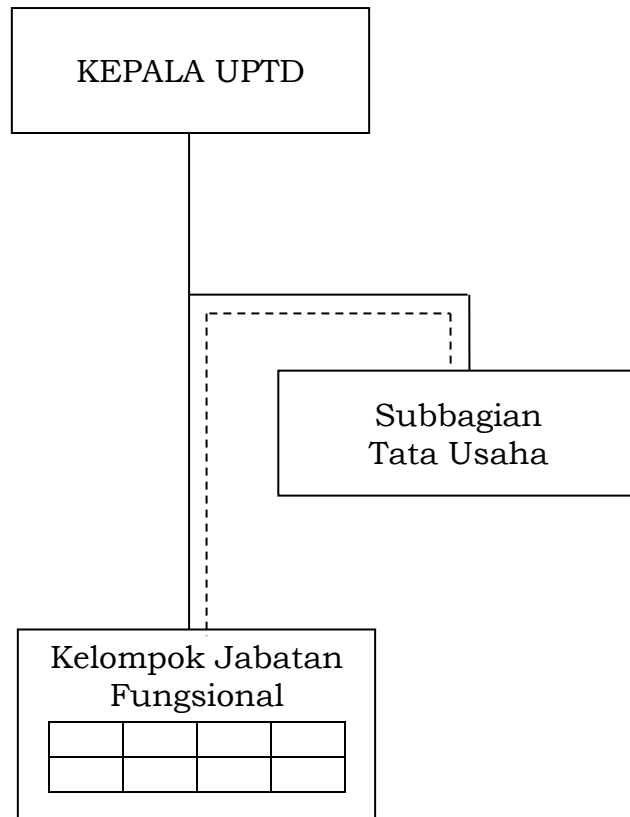 KEPALA UPTD
Subbagian
Tata Usaha
Kelompok Jabatan
Fungsional